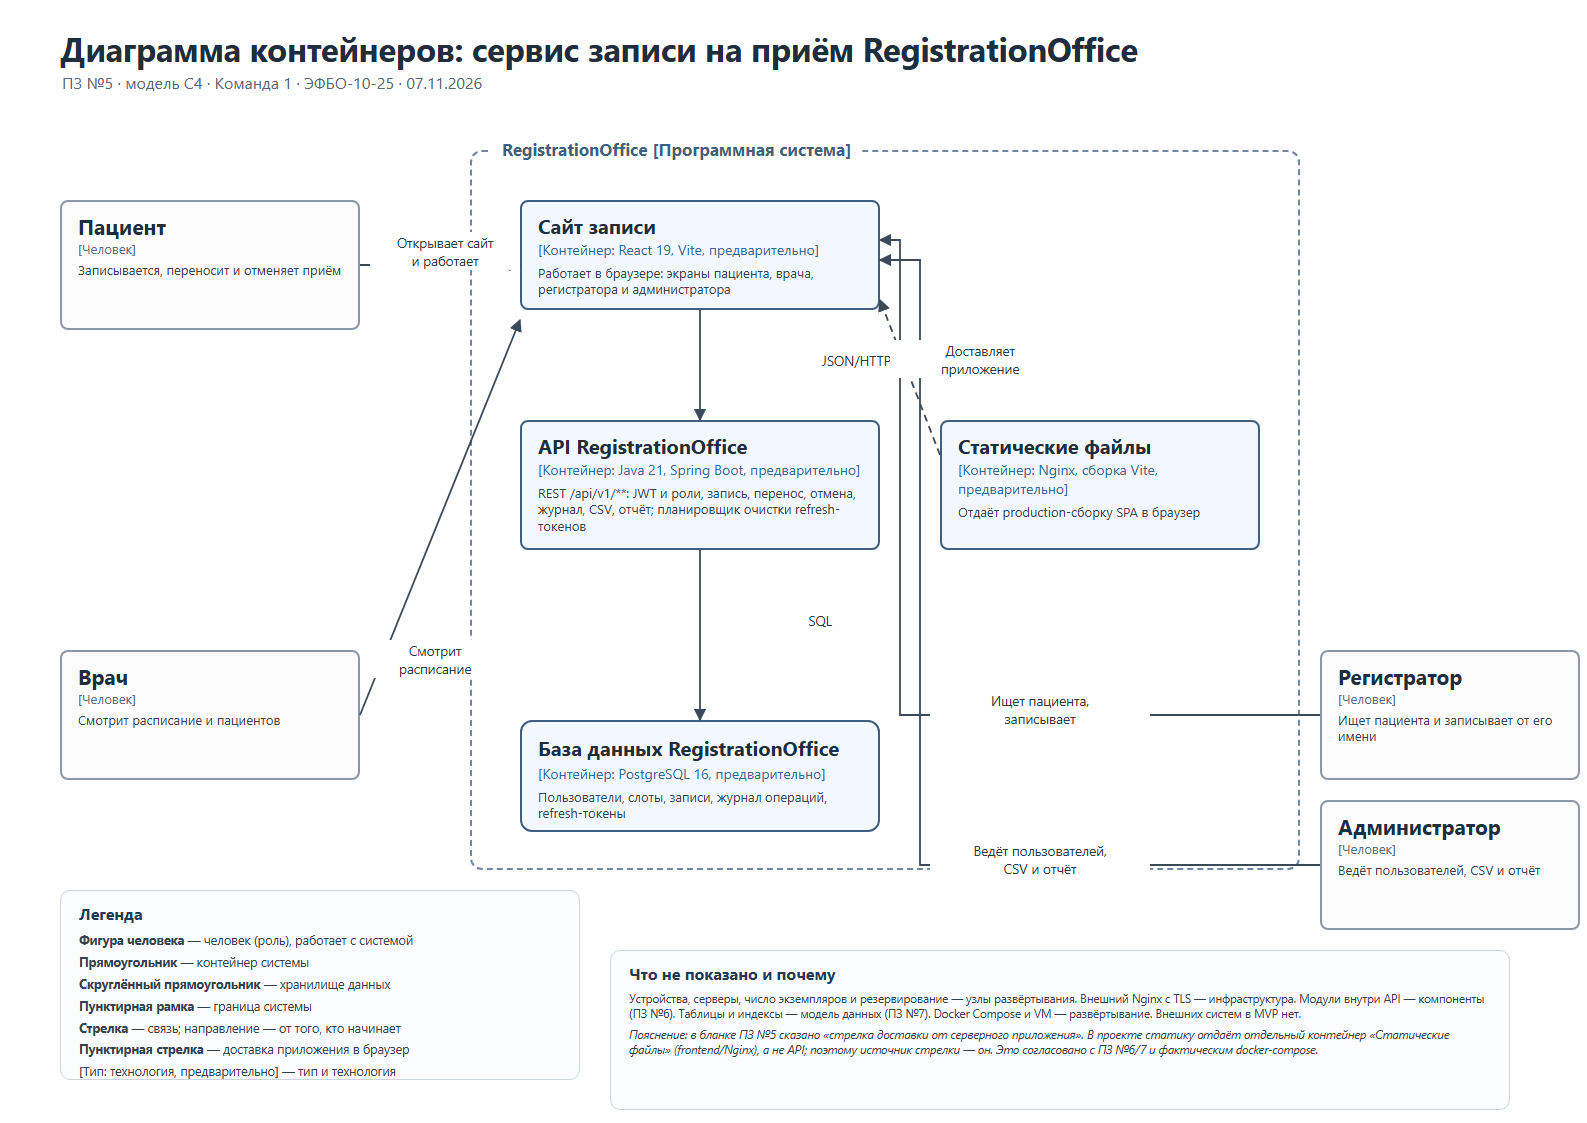 Диаграмма контейнеров: сервис записи на приём RegistrationOffice
ПЗ №5 · модель C4 · Команда 1 · ЭФБО-10-25 · 07.11.2026
RegistrationOffice [Программная система]
Пациент
[Человек]
Записывается, переносит и отменяет приём
Открывает сайт
и работает
Сайт записи
[Контейнер: React 19, Vite, предварительно]
Работает в браузере: экраны пациента, врача,
регистратора и администратора
JSON/HTTP
Доставляет
приложение
API RegistrationOffice
[Контейнер: Java 21, Spring Boot, предварительно]
REST /api/v1/**: JWT и роли, запись, перенос, отмена,
журнал, CSV, отчёт; планировщик очистки refresh-
токенов
Статические файлы
[Контейнер: Nginx, сборка Vite,
предварительно]
Отдаёт production-сборку SPA в браузер
SQL
Врач
[Человек]
Смотрит расписание и пациентов
Смотрит
расписание
База данных RegistrationOffice
[Контейнер: PostgreSQL 16, предварительно]
Пользователи, слоты, записи, журнал операций,
refresh-токены
Ищет пациента,
записывает
Регистратор
[Человек]
Ищет пациента и записывает от его
имени
Ведёт пользователей,
CSV и отчёт
Администратор
[Человек]
Ведёт пользователей, CSV и отчёт
Легенда
Фигура человека — человек (роль), работает с системой
Прямоугольник — контейнер системы
Скруглённый прямоугольник — хранилище данных
Пунктирная рамка — граница системы
Стрелка — связь; направление — от того, кто начинает
Пунктирная стрелка — доставка приложения в браузер
[Тип: технология, предварительно] — тип и технология
Что не показано и почему
Устройства, серверы, число экземпляров и резервирование — узлы развёртывания. Внешний Nginx с TLS — инфраструктура. Модули внутри API — компоненты
(ПЗ №6). Таблицы и индексы — модель данных (ПЗ №7). Docker Compose и VM — развёртывание. Внешних систем в MVP нет.
Пояснение: в бланке ПЗ №5 сказано «стрелка доставки от серверного приложения». В проекте статику отдаёт отдельный контейнер «Статические
файлы» (frontend/Nginx), а не API; поэтому источник стрелки — он. Это согласовано с ПЗ №6/7 и фактическим docker-compose.